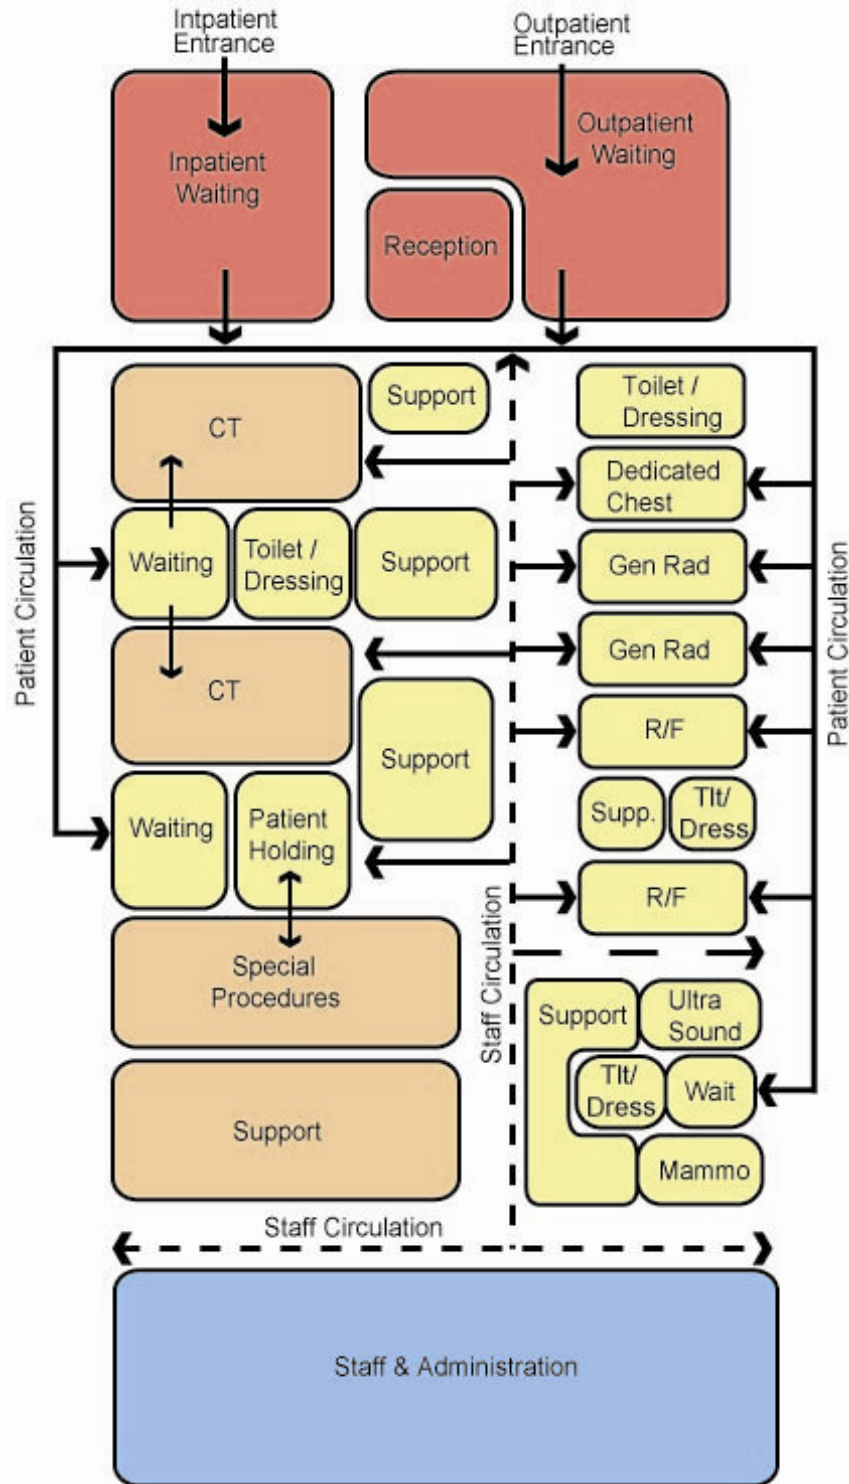 Intpatient
Entrance
Outpatient
Entrance
Inpatient
Waiting
Outpatient
Waiting
Reception
CT
Support
Toilet /
Dressing
Dedicated
Chest
Patient Circulation
Waiting
Toilet /
Dressing
Support
Gen Rad
Patient Circulation
Gen Rad
CT
Support
R/F
Waiting
Patient
Holding
Supp.
Tlt/
Dress
R/F
Staff Circulation
Special
Procedures
Support
Ultra
Sound
Tlt/
Dress
Wait
Support
Mammo
Staff Circulation
Staff & Administration